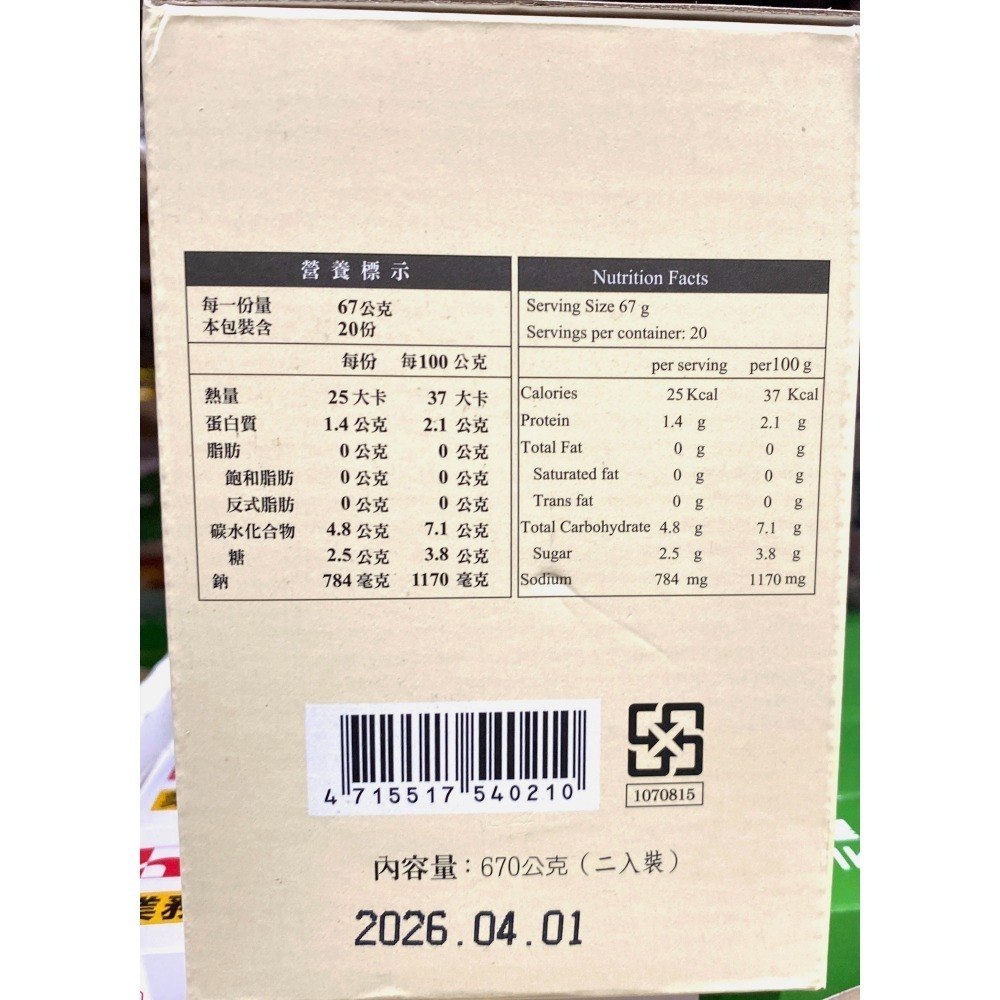 營養標示
每一份量 67公克
本包裝含 20份
每份 每100公克
熱量 25大卡 37 大卡
蛋白質 1.4公克 2.1 公克
脂肪 0公克 0 公克
飽和脂肪 0公克 0 公克
反式脂肪 0公克 0 公克
碳水化合物 4.8公克 7.1 公克
糖 2.5公克 3.8 公克
鈉 784毫克 1170 毫克
Nutrition Facts
Serving Size 67 g
Servings per container: 20
per serving per100 g
Calories 25 Kcal 37 Kcal
Protein 1.4 g 2.1 g
Total Fat 0 g 0 g
Saturated fat 0 g 0 g
Trans fat 0 g 0 g
Total Carbohydrate 4.8 g 7.1 g
Sugar 2.5 g 3.8 g
Sodium 784 mg 1170 mg
4 715517 540210
1070815
內容量：670公克（二入裝）
2026.04.01